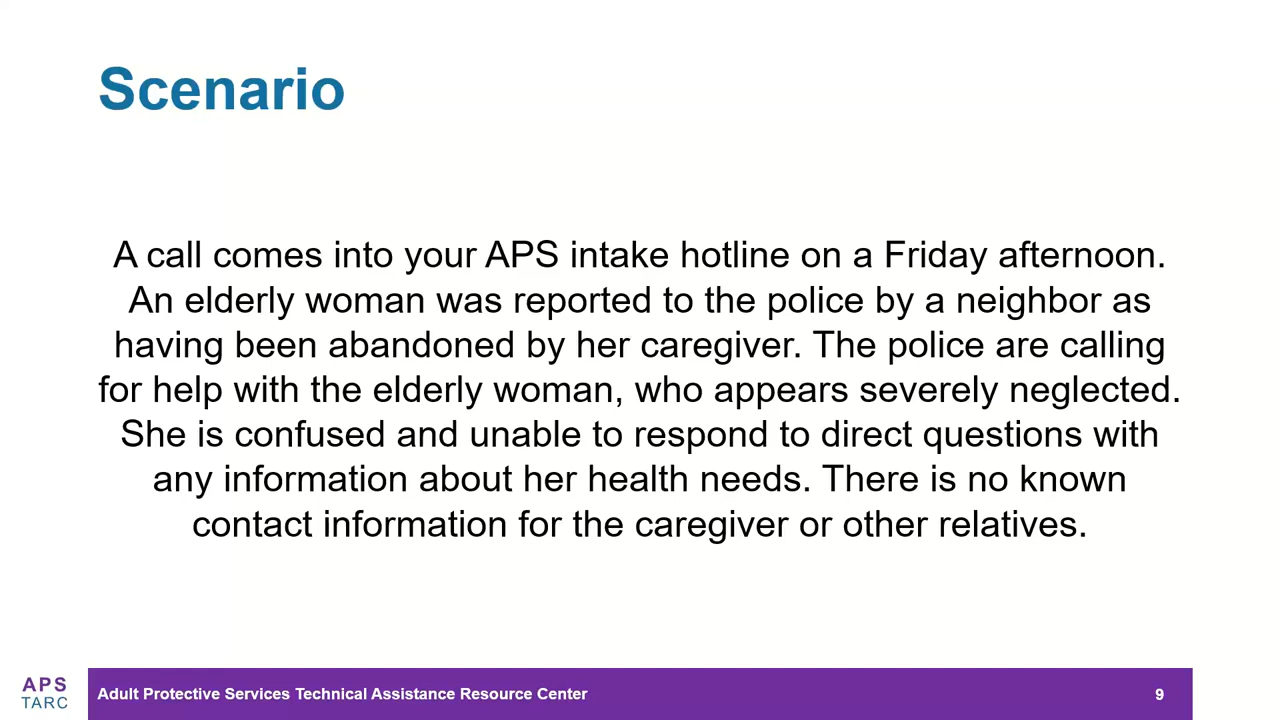 Scenario
A call comes into your APS intake hotline on a Friday afternoon.
An elderly woman was reported to the police by a neighbor as
having been abandoned by her caregiver. The police are calling
for help with the elderly woman, who appears severely neglected.
She is confused and unable to respond to direct questions with
any information about her health needs. There is no known
contact information for the caregiver or other relatives.
APS
TARC
Adult Protective Services Technical Assistance Resource Center
9